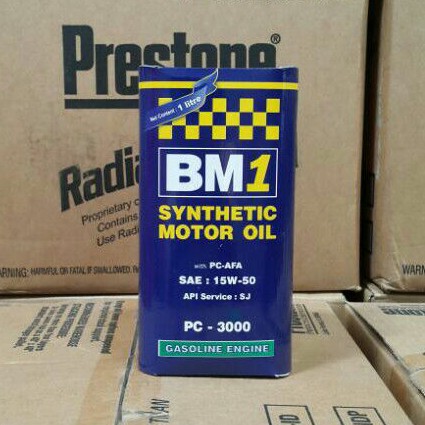 Prestone®
Radia
Proprietary
Contains
Use Radi
WARNING: HARMFUL OR FATAL IF SWALLOWED.
Net Content : 1 litre
BM1
SYNTHETIC
MOTOR OIL
with PC-AFA
SAE : 15W-50
API Service : SJ
PC - 3000
GASOLINE ENGINE